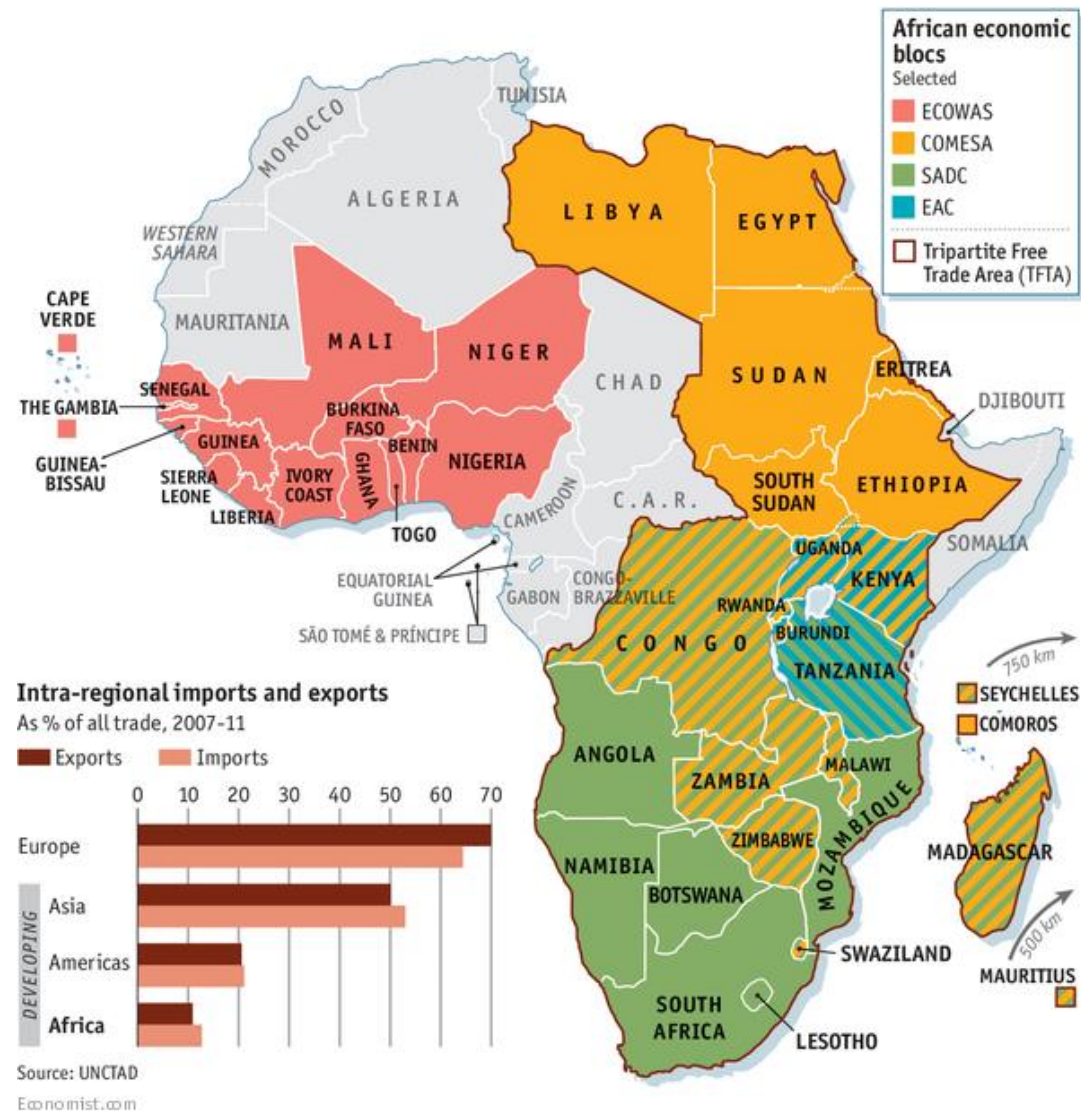 African economic
blocs
Selected
ECOWAS
COMESA
SADC
EAC
Tripartite Free
Trade Area (TFTA)
TUNISIA
MOROCCO
ALGERIA
LIBYA
EGYPT
WESTERN
SAHARA
CAPE
VERDE
MAURITANIA
MALI
NIGER
CHAD
SUDAN
ERITREA
DJIBOUTI
SENEGAL
THE GAMBIA
BURKINA
FASO
GUINEA
BENIN
NIGERIA
GUINEA-
BISSAU
SIERRA
LEONE
IVORY
COAST
GHANA
LIBERIA
TOGO
CAMEROON
C.A.R.
SOUTH
SUDAN
ETHIOPIA
SOMALIA
UGANDA
KENYA
EQUATORIAL
GUINEA
GABON
CONGO-
BRAZZAVILLE
RWANDA
BURUNDI
CONGO
TANZANIA
SÃO TOMÉ & PRÍNCIPE
750 km
SEYCHELLES
COMOROS
ANGOLA
ZAMBIA
MALAWI
MOZAMBIQUE
ZIMBABWE
MADAGASCAR
NAMIBIA
BOTSWANA
500 km
SWAZILAND
MAURITIUS
SOUTH
AFRICA
LESOTHO
Intra-regional imports and exports
As % of all trade, 2007-11
Exports Imports
0 10 20 30 40 50 60 70
Europe
DEVELOPING
Asia
Americas
Africa
Source: UNCTAD
Economist.com